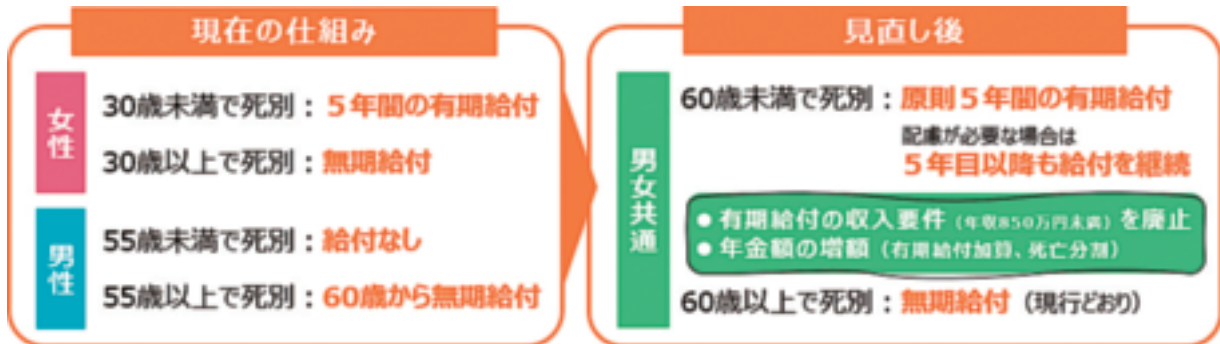 現在の仕組み
女性
30歳未満で死別：５年間の有期給付
30歳以上で死別：無期給付
男性
55歳未満で死別：給付なし
55歳以上で死別：60歳から無期給付
見直し後
男女共通
60歳未満で死別：原則５年間の有期給付
配慮が必要な場合は
５年目以降も給付を継続
● 有期給付の収入要件（年収850万円未満）を廃止
● 年金額の増額（有期給付加算、死亡分割）
60歳以上で死別：無期給付（現行どおり）